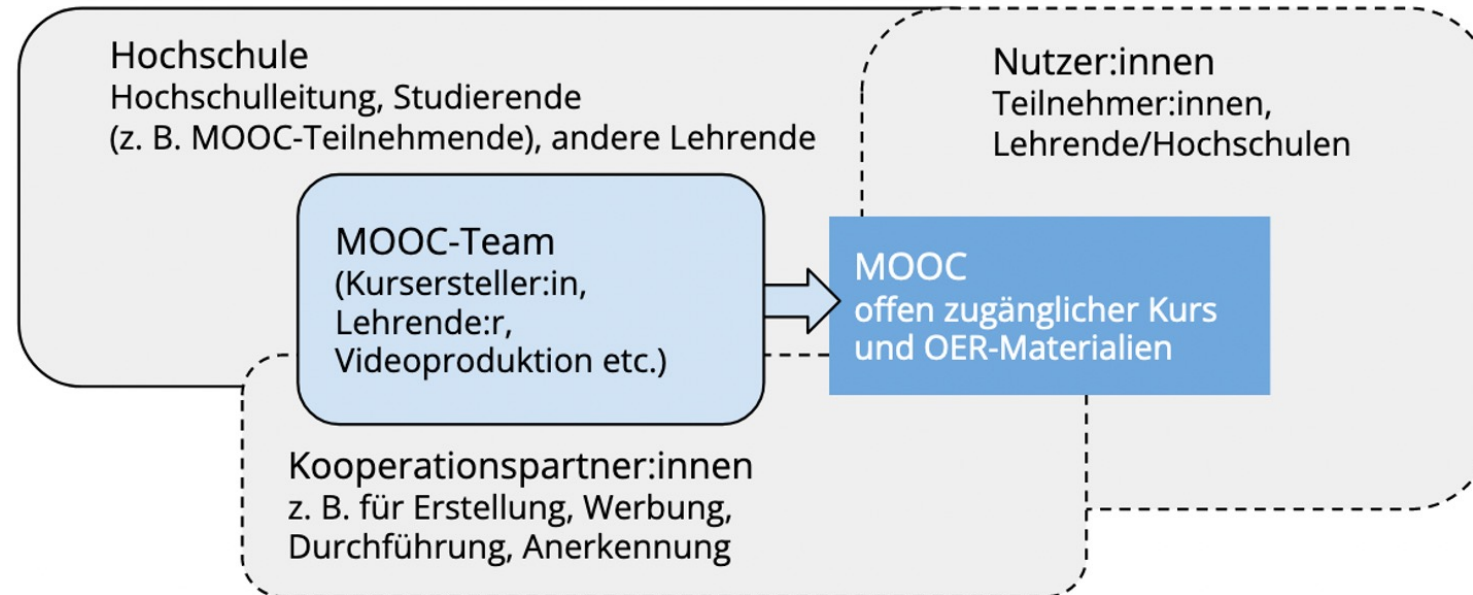 Hochschule
Hochschulleitung, Studierende
(z. B. MOOC-Teilnehmende), andere Lehrende
Nutzer:innen
Teilnehmer:innen,
Lehrende/Hochschulen
MOOC-Team
(Kursersteller:in,
Lehrende:r,
Videoproduktion etc.)
MOOC
offen zugänglicher Kurs
und OER-Materialien
Kooperationspartner:innen
z. B. für Erstellung, Werbung,
Durchführung, Anerkennung